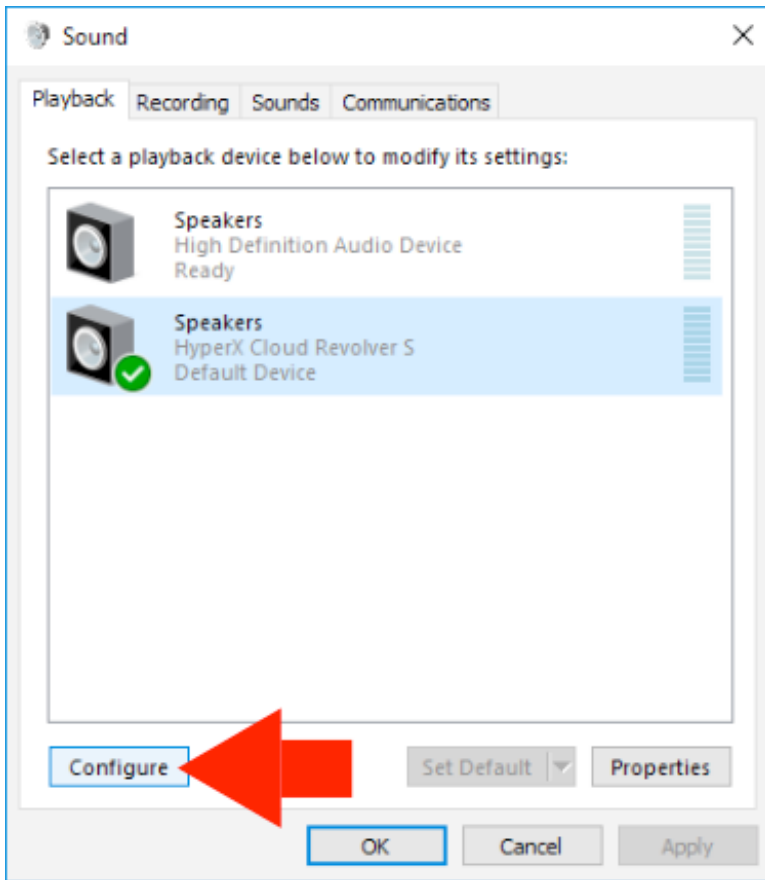 Sound
Playback Recording Sounds Communications
Select a playback device below to modify its settings:
Speakers
High Definition Audio Device
Ready
Speakers
HyperX Cloud Revolver S
Default Device
Configure Set Default Properties
OK Cancel Apply